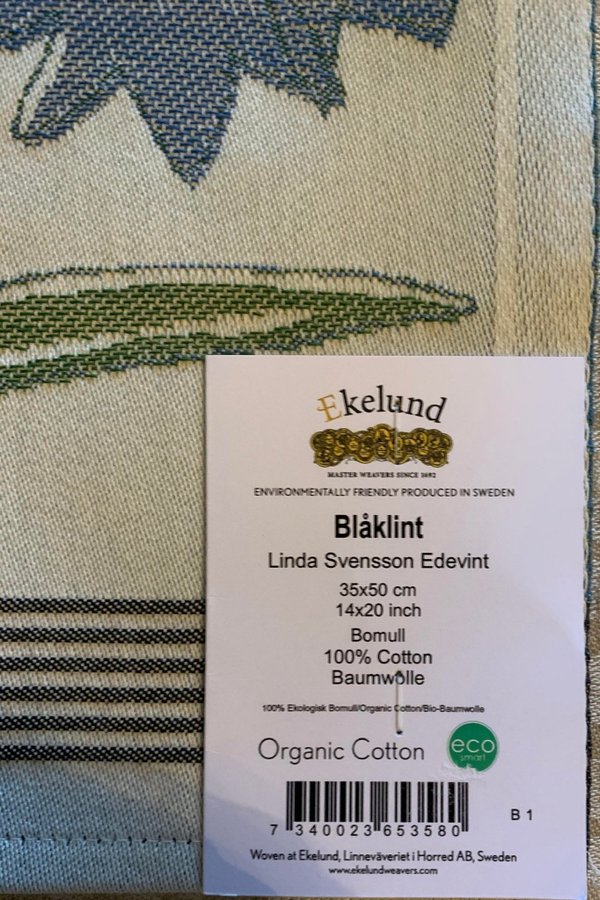 Ekelund
MASTER WEAVERS SINCE 1692
ENVIRONMENTALLY FRIENDLY PRODUCED IN SWEDEN
Blåklint
Linda Svensson Edevint
35x50 cm
14x20 inch
Bomull
100% Cotton
Baumwolle
100% Ekologisk Bomull/Organic Cotton/Bio-Baumwolle
Organic Cotton
eco
smart
7 340023 653580
B 1
Woven at Ekelund, Linneväveriet i Horred AB, Sweden
www.ekelundweavers.com